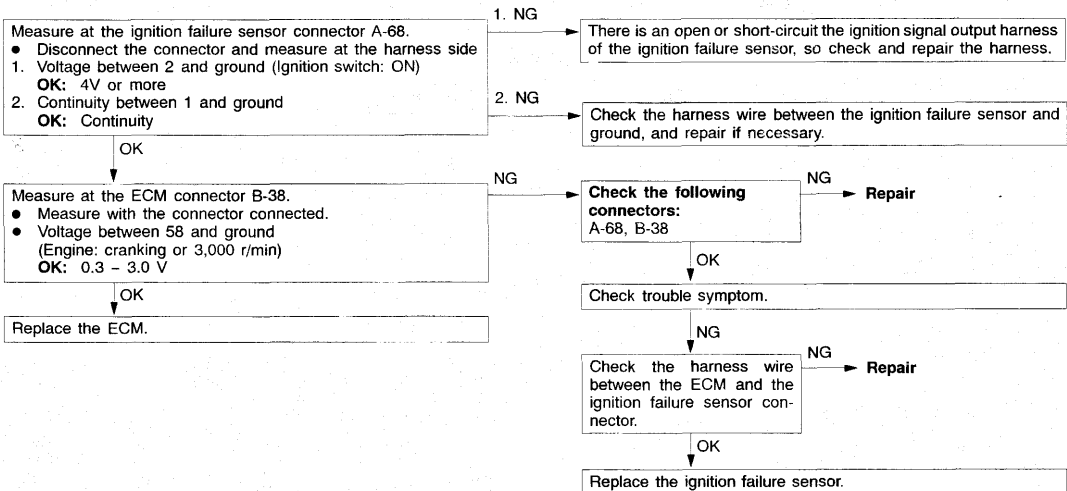 Measure at the ignition failure sensor connector A-68.
● Disconnect the connector and measure at the harness side
1. Voltage between 2 and ground (Ignition switch: ON)
OK: 4V or more
2. Continuity between 1 and ground
OK: Continuity
1. NG
There is an open or short-circuit the ignition signal output harness
of the ignition failure sensor, so check and repair the harness.
2. NG
Check the harness wire between the ignition failure sensor and
ground, and repair if necessary.
OK
Measure at the ECM connector B-38.
● Measure with the connector connected.
● Voltage between 58 and ground
(Engine: cranking or 3,000 r/min)
OK: 0.3 – 3.0 V
NG
Check the following
connectors:
A-68, B-38
NG
Repair
OK
Replace the ECM.
OK
Check trouble symptom.
NG
Check the harness wire
between the ECM and the
ignition failure sensor con-
nector.
NG
Repair
OK
Replace the ignition failure sensor.